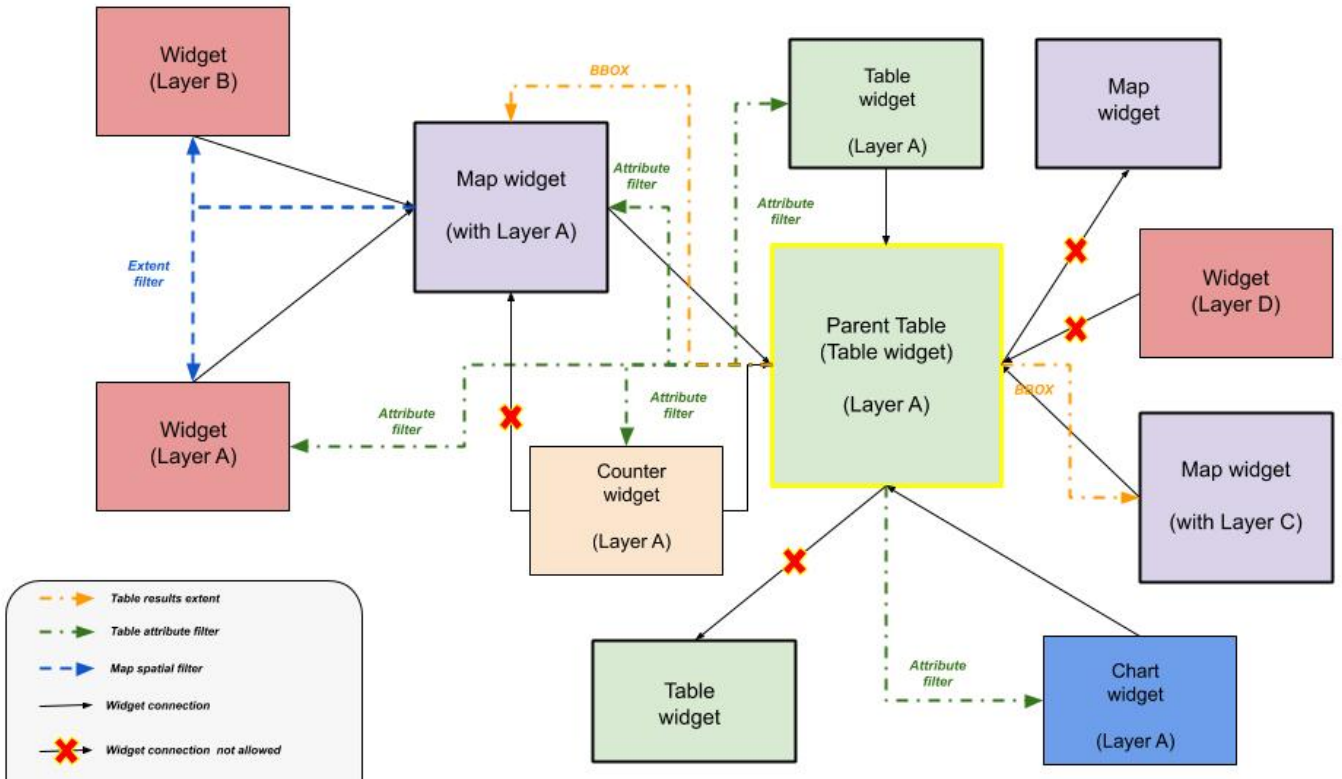 Widget
(Layer B)
BBOX
Table
widget
(Layer A)
Map
widget
Map widget
(with Layer A)
Attribute
filter
Attribute
filter
Extent
filter
Widget
(Layer D)
Parent Table
(Table widget)
(Layer A)
Widget
(Layer A)
Attribute
filter
Attribute
filter
BBOX
Counter
widget
(Layer A)
Map widget
(with Layer C)
Table results extent
Table attribute filter
Map spatial filter
Widget connection
Widget connection not allowed
Table
widget
Attribute
filter
Chart
widget
(Layer A)